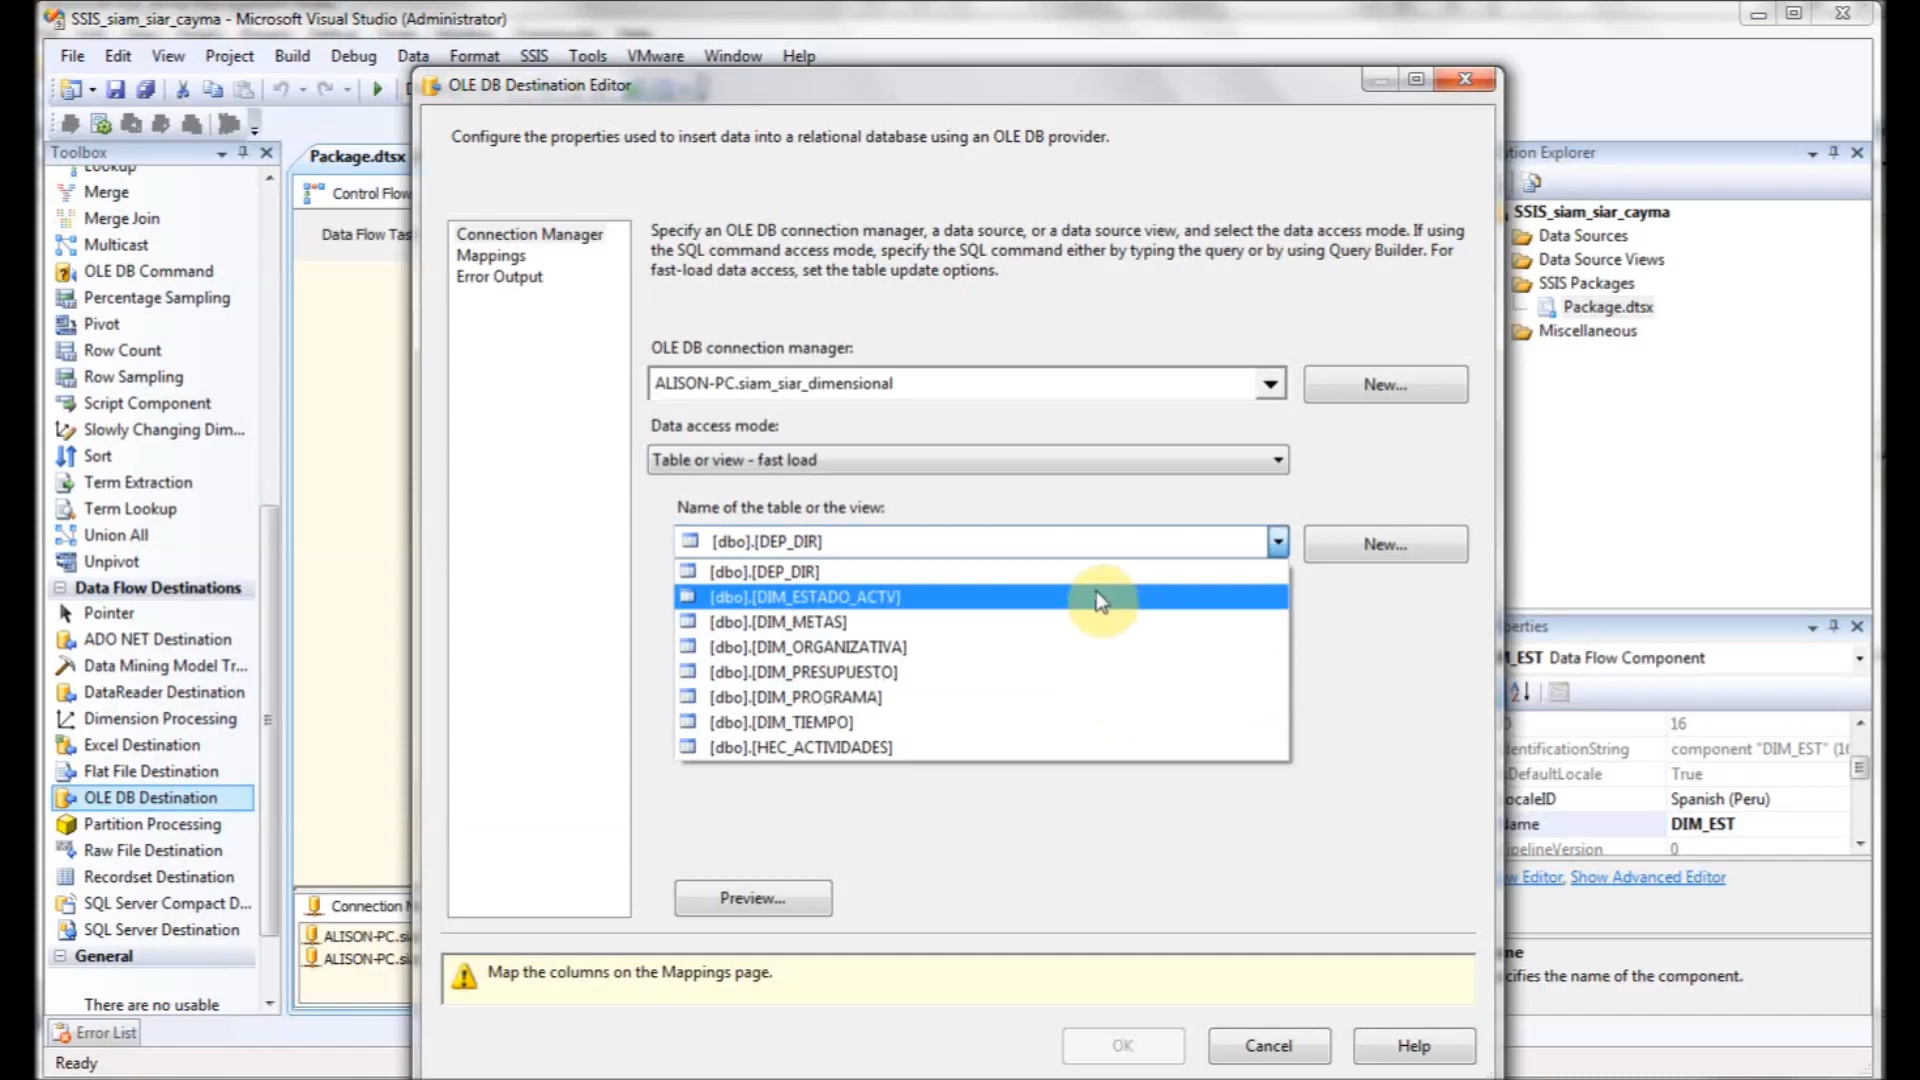 SSIS_siam_siar_cayma - Microsoft Visual Studio (Administrator)
File Edit View Project Build Debug Data Format SSIS Tools VMware Window Help
OLE DB Destination Editor
Configure the properties used to insert data into a relational database using an OLE DB provider.
Toolbox
Lookup
Merge
Merge Join
Multicast
OLE DB Command
Percentage Sampling
Pivot
Row Count
Row Sampling
Script Component
Slowly Changing Dim...
Sort
Term Extraction
Term Lookup
Union All
Unpivot
Data Flow Destinations
Pointer
ADO NET Destination
Data Mining Model Tr...
DataReader Destination
Dimension Processing
Excel Destination
Flat File Destination
OLE DB Destination
Partition Processing
Raw File Destination
Recordset Destination
SQL Server Compact D...
SQL Server Destination
General
There are no usable
Error List
Ready
Package.dtsx
Control Flow
Data Flow Tas
Connection
ALISON-PC.si
ALISON-PC.si
Connection Manager
Mappings
Error Output
Specify an OLE DB connection manager, a data source, or a data source view, and select the data access mode. If using
the SQL command access mode, specify the SQL command either by typing the query or by using Query Builder. For
fast-load data access, set the table update options.
OLE DB connection manager:
ALISON-PC.siam_siar_dimensional
New...
Data access mode:
Table or view - fast load
Name of the table or the view:
[dbo].[DEP_DIR]
New...
[dbo].[DEP_DIR]
[dbo].[DIM_ESTADO_ACTV]
[dbo].[DIM_METAS]
[dbo].[DIM_ORGANIZATIVA]
[dbo].[DIM_PRESUPUESTO]
[dbo].[DIM_PROGRAMA]
[dbo].[DIM_TIEMPO]
[dbo].[HEC_ACTIVIDADES]
Preview...
Map the columns on the Mappings page.
OK Cancel Help
tion Explorer
SSIS_siam_siar_cayma
Data Sources
Data Source Views
SSIS Packages
Package.dtsx
Miscellaneous
perties
M_EST Data Flow Component
D 16
dentificationString component "DIM_EST" (16
sDefaultLocale True
ocaleID Spanish (Peru)
Name DIM_EST
PipelineVersion 0
w Editor, Show Advanced Editor
me
cifies the name of the component.